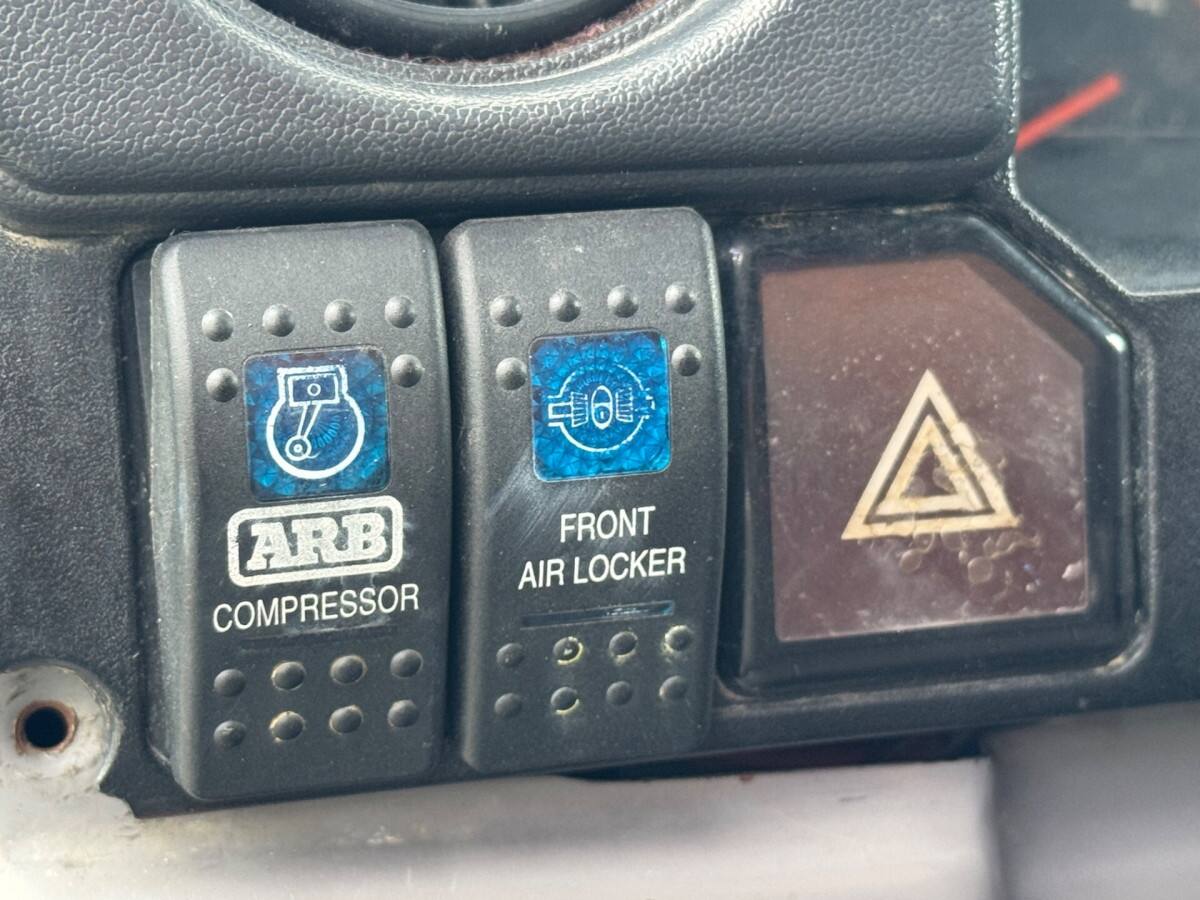 ARB
COMPRESSOR
FRONT
AIR LOCKER